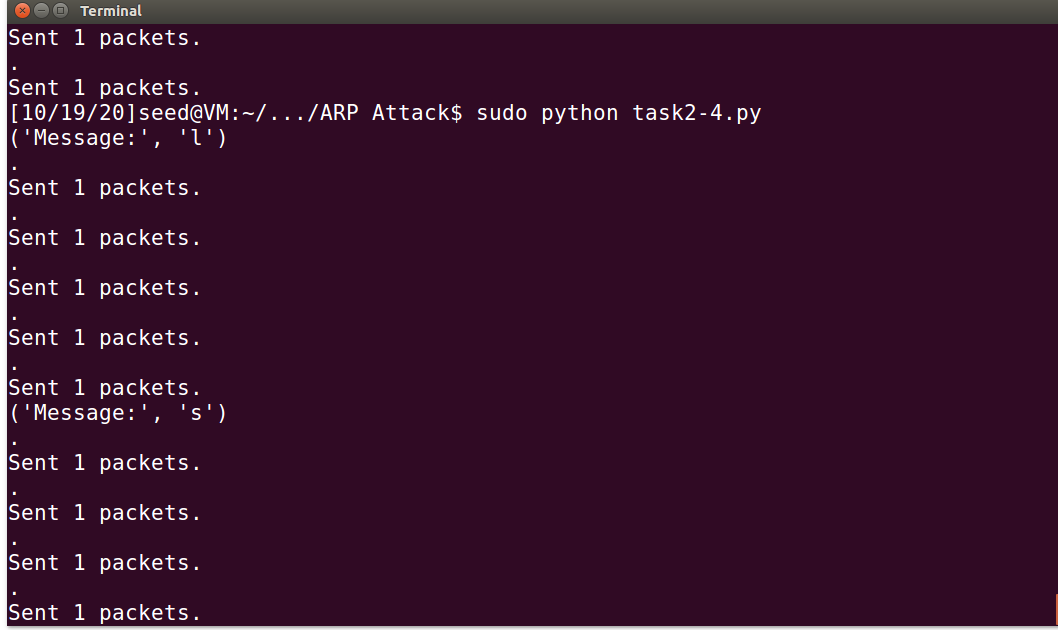 Terminal
Sent 1 packets.
.
Sent 1 packets.
[10/19/20]seed@VM:~/.../ARP Attack$ sudo python task2-4.py
('Message:', 'l')
.
Sent 1 packets.
.
Sent 1 packets.
.
Sent 1 packets.
.
Sent 1 packets.
.
Sent 1 packets.
('Message:', 's')
.
Sent 1 packets.
.
Sent 1 packets.
.
Sent 1 packets.
.
Sent 1 packets.